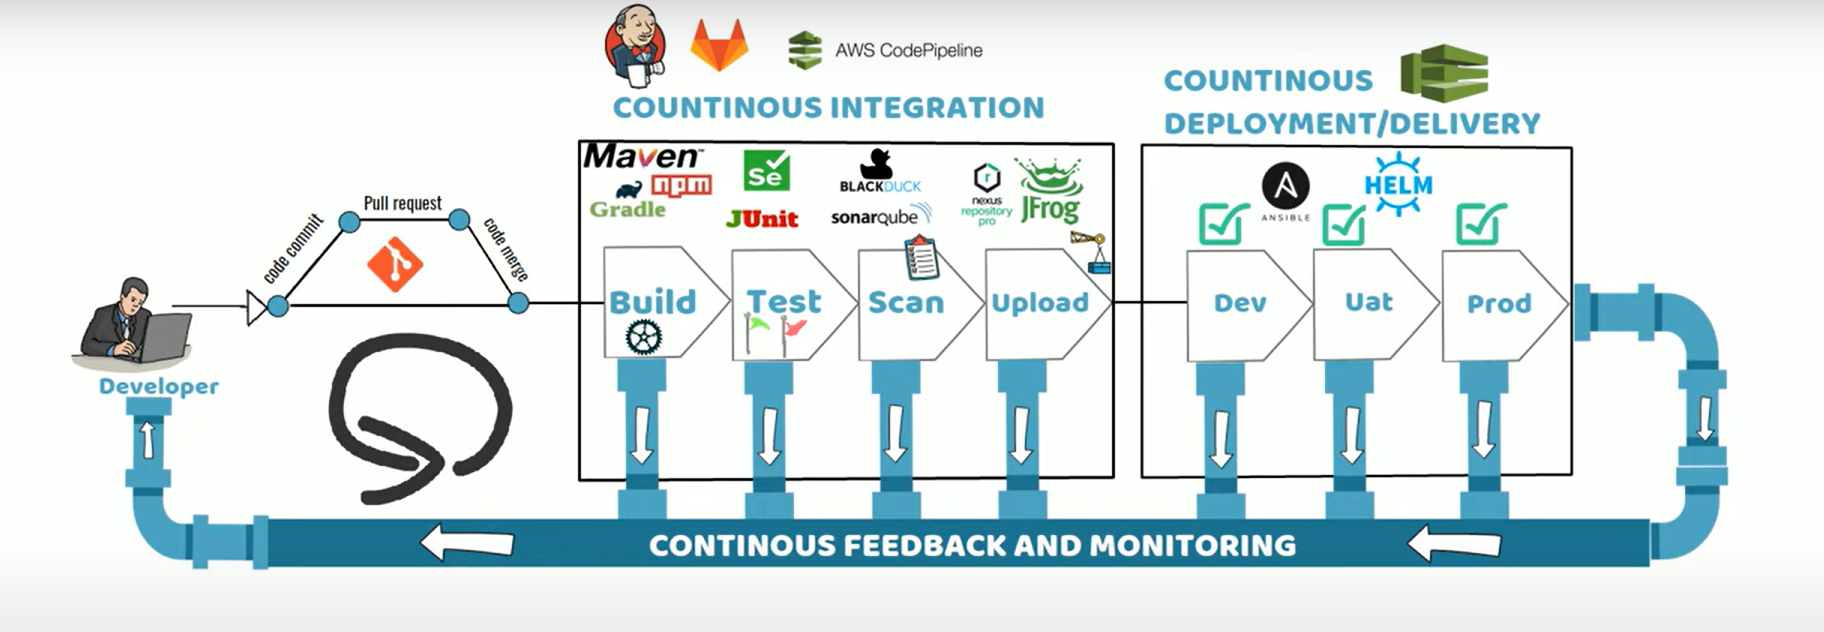 AWS CodePipeline
COUNTINOUS INTEGRATION
COUNTINOUS
DEPLOYMENT/DELIVERY
code commit
Pull request
code merge
Maven™
npm
Gradle
Se
JUnit
BLACKDUCK
sonarqube
nexus
repository
pro
JFrog
ANSIBLE
HELM
Developer
Build
Test
Scan
Upload
Dev
Uat
Prod
CONTINOUS FEEDBACK AND MONITORING